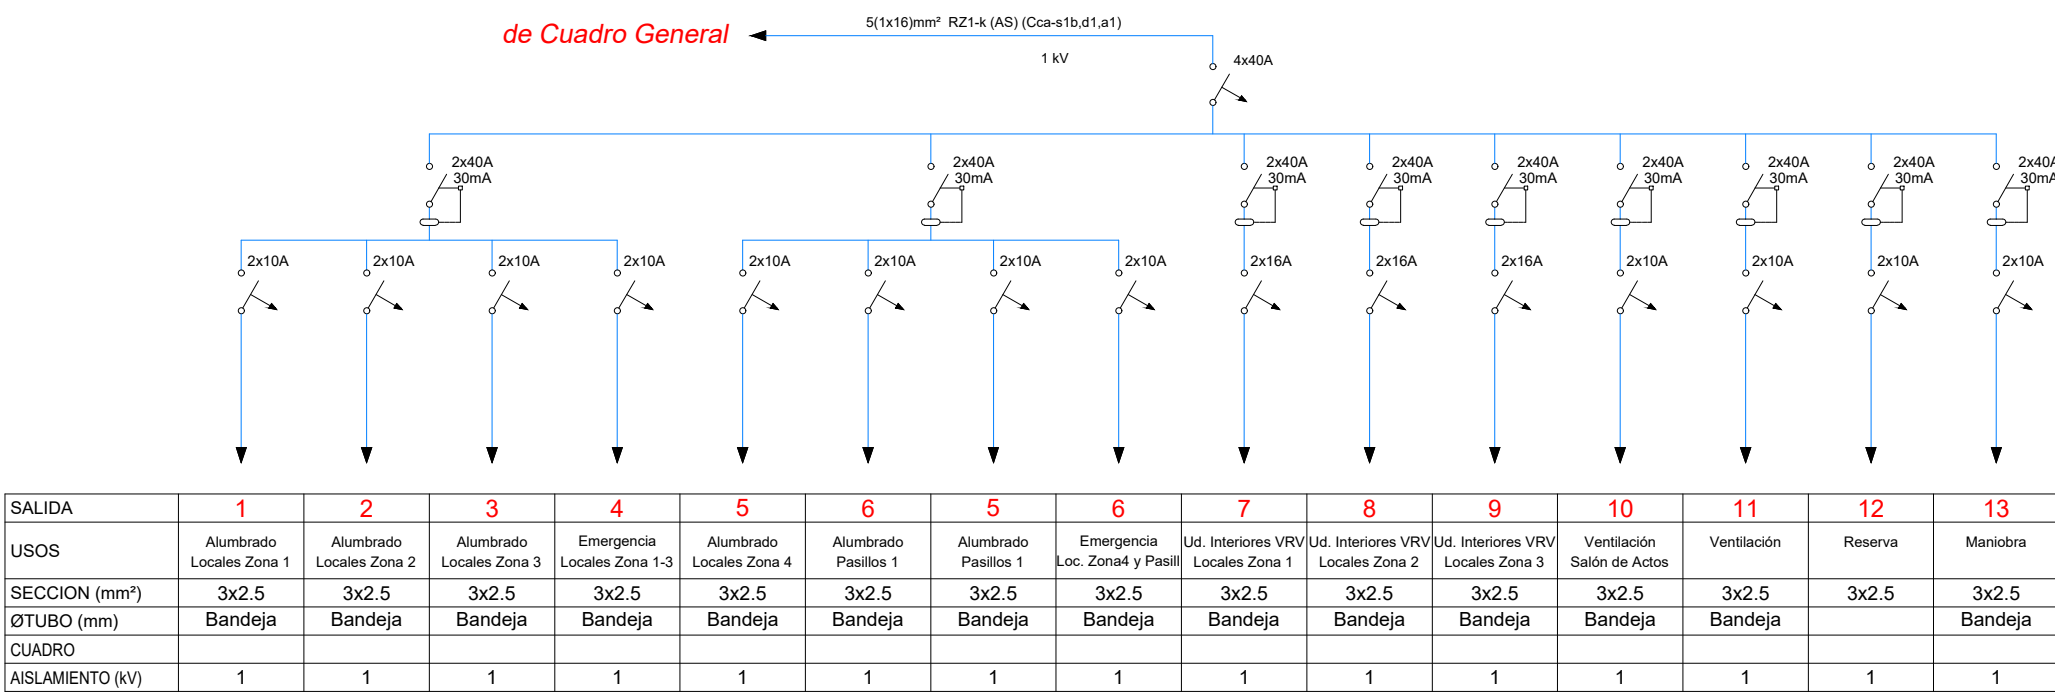 de Cuadro General
5(1x16)mm² RZ1-k (AS) (Cca-s1b,d1,a1)
1 kV
4x40A
2x40A 2x40A 2x40A 2x40A 2x40A 2x40A 2x40A 2x40A 2x40A
30mA 30mA 30mA 30mA 30mA 30mA 30mA 30mA 30mA
2x10A 2x10A 2x10A 2x10A 2x10A 2x10A 2x10A 2x10A 2x16A 2x16A 2x16A 2x10A 2x10A 2x10A 2x10A
SALIDA 1 2 3 4 5 6 5 6 7 8 9 10 11 12 13
USOS
Alumbrado
Locales Zona 1
Alumbrado
Locales Zona 2
Alumbrado
Locales Zona 3
Emergencia
Locales Zona 1-3
Alumbrado
Locales Zona 4
Alumbrado
Pasillos 1
Alumbrado
Pasillos 1
Emergencia
Loc. Zona4 y Pasill
Ud. Interiores VRV
Locales Zona 1
Ud. Interiores VRV
Locales Zona 2
Ud. Interiores VRV
Locales Zona 3
Ventilación
Salón de Actos
Ventilación
Reserva
Maniobra
SECCION (mm²) 3x2.5 3x2.5 3x2.5 3x2.5 3x2.5 3x2.5 3x2.5 3x2.5 3x2.5 3x2.5 3x2.5 3x2.5 3x2.5 3x2.5 3x2.5
ØTUBO (mm) Bandeja Bandeja Bandeja Bandeja Bandeja Bandeja Bandeja Bandeja Bandeja Bandeja Bandeja Bandeja Bandeja Bandeja
CUADRO
AISLAMIENTO (kV) 1 1 1 1 1 1 1 1 1 1 1 1 1 1 1